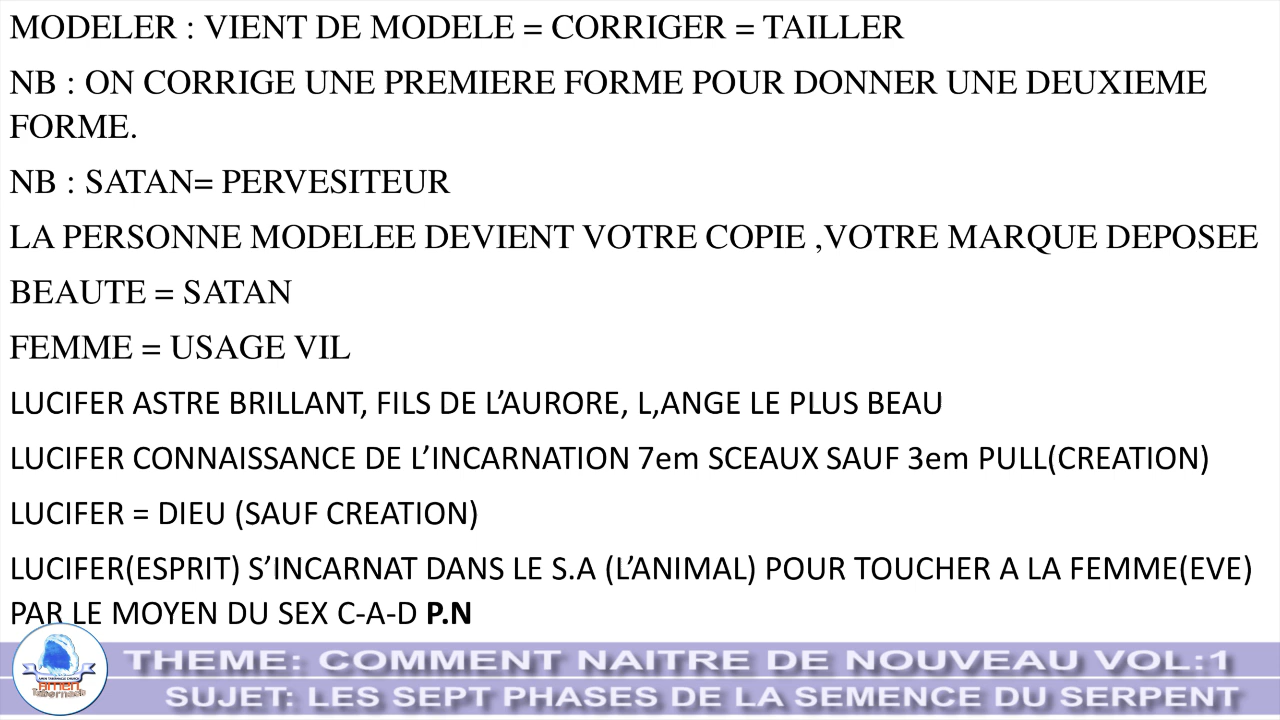 MODELER : VIENT DE MODELE = CORRIGER = TAILLER
NB : ON CORRIGE UNE PREMIERE FORME POUR DONNER UNE DEUXIEME
FORME.
NB : SATAN= PERVESITEUR
LA PERSONNE MODELEE DEVIENT VOTRE COPIE ,VOTRE MARQUE DEPOSEE
BEAUTE = SATAN
FEMME = USAGE VIL
LUCIFER ASTRE BRILLANT, FILS DE L’AURORE, L,ANGE LE PLUS BEAU
LUCIFER CONNAISSANCE DE L’INCARNATION 7em SCEAUX SAUF 3em PULL(CREATION)
LUCIFER = DIEU (SAUF CREATION)
LUCIFER(ESPRIT) S’INCARNAT DANS LE S.A (L’ANIMAL) POUR TOUCHER A LA FEMME(EVE)
PAR LE MOYEN DU SEX C-A-D P.N
THEME: COMMENT NAITRE DE NOUVEAU VOL:1
SUJET: LES SEPT PHASES DE LA SEMENCE DU SERPENT
Amen
Tabernacle